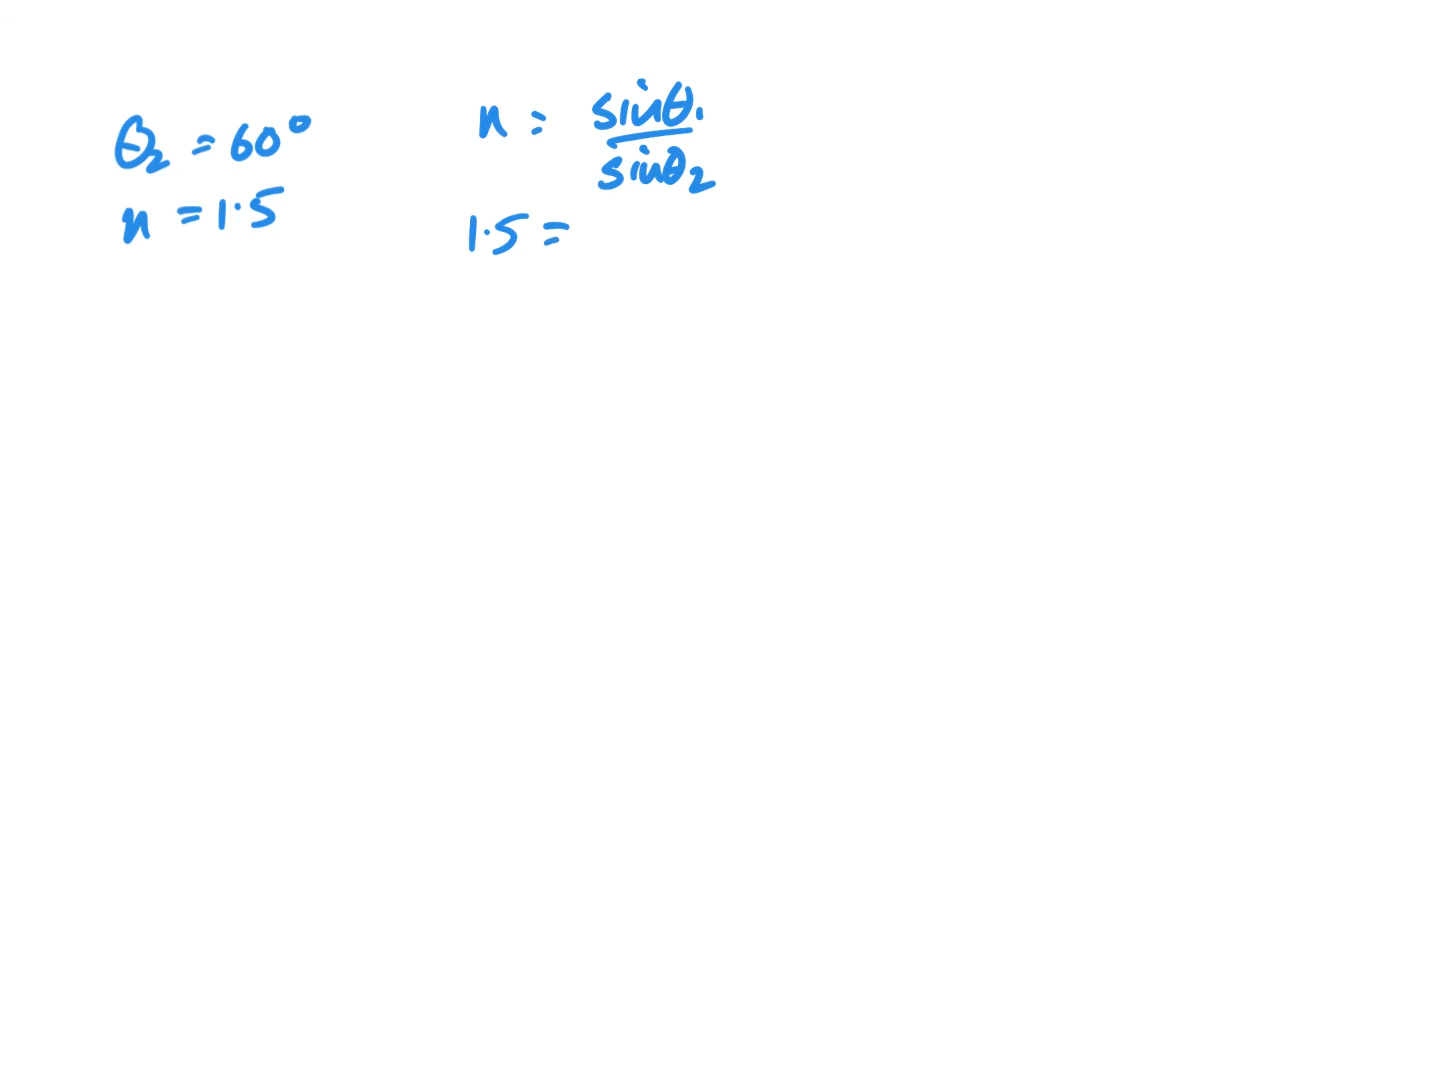 θ₂ = 60°
n = 1.5
n = sinθ₁ / sinθ₂
1.5 =